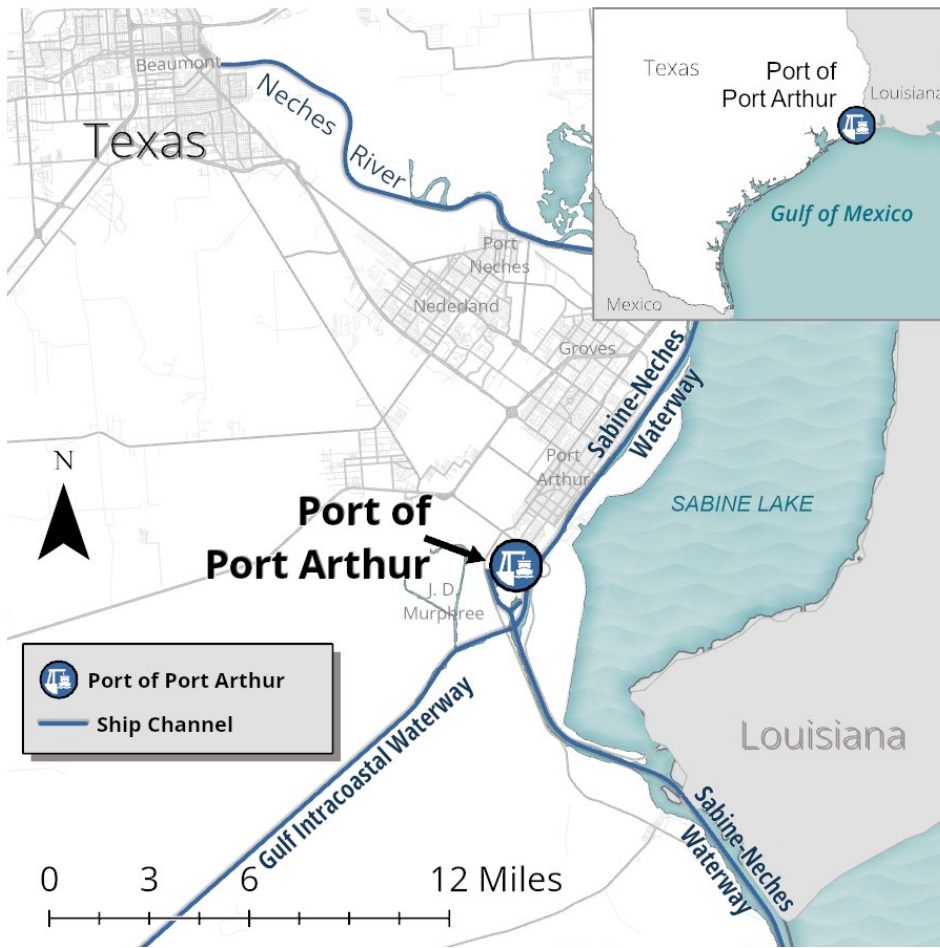 Beaumont
Texas
Neches
River
Port
Neches
Nederland
Groves
Sabine-Neches
Waterway
Port
Arthur
SABINE LAKE
N
Port of
Port Arthur
J. D.
Murphree
Port of Port Arthur
Ship Channel
Gulf Intracoastal Waterway
Louisiana
Sabine-Neches
Waterway
0 3 6 12 Miles
Texas
Port of
Port Arthur
Louisiana
Gulf of Mexico
Mexico